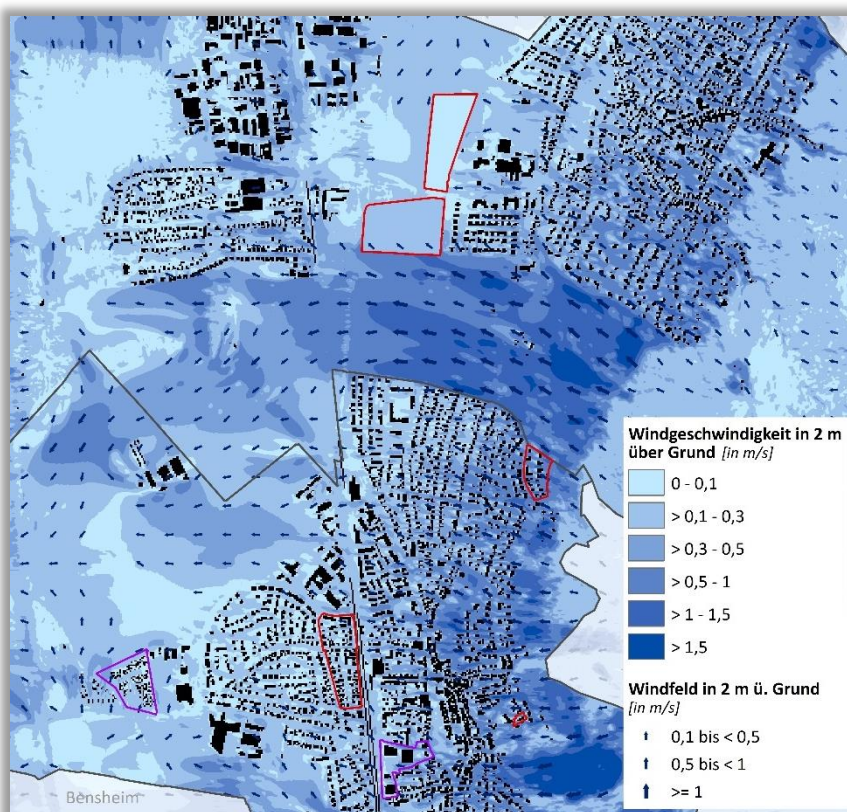 Windgeschwindigkeit in 2 m
über Grund [in m/s]
0 - 0,1
> 0,1 - 0,3
> 0,3 - 0,5
> 0,5 - 1
> 1 - 1,5
> 1,5
Windfeld in 2 m ü. Grund
[in m/s]
0,1 bis < 0,5
0,5 bis < 1
>= 1
Bensheim